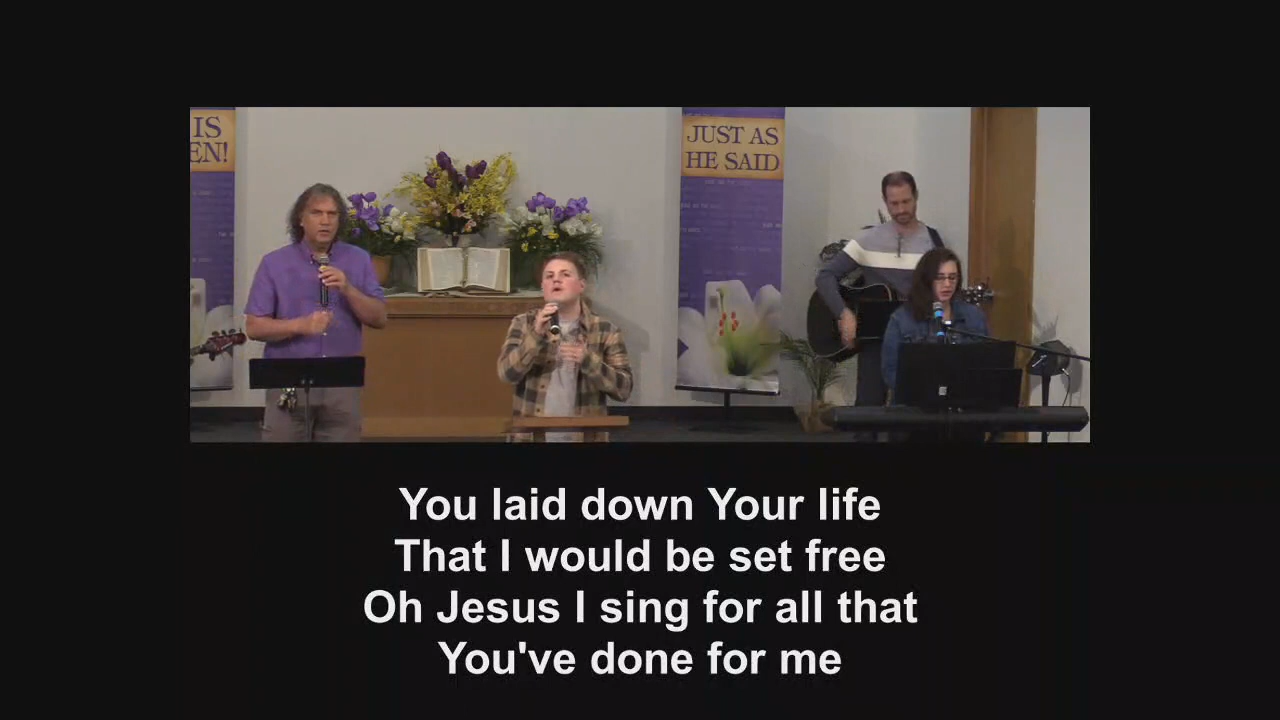 IS
EN!
JUST AS
HE SAID
You laid down Your life
That I would be set free
Oh Jesus I sing for all that
You've done for me